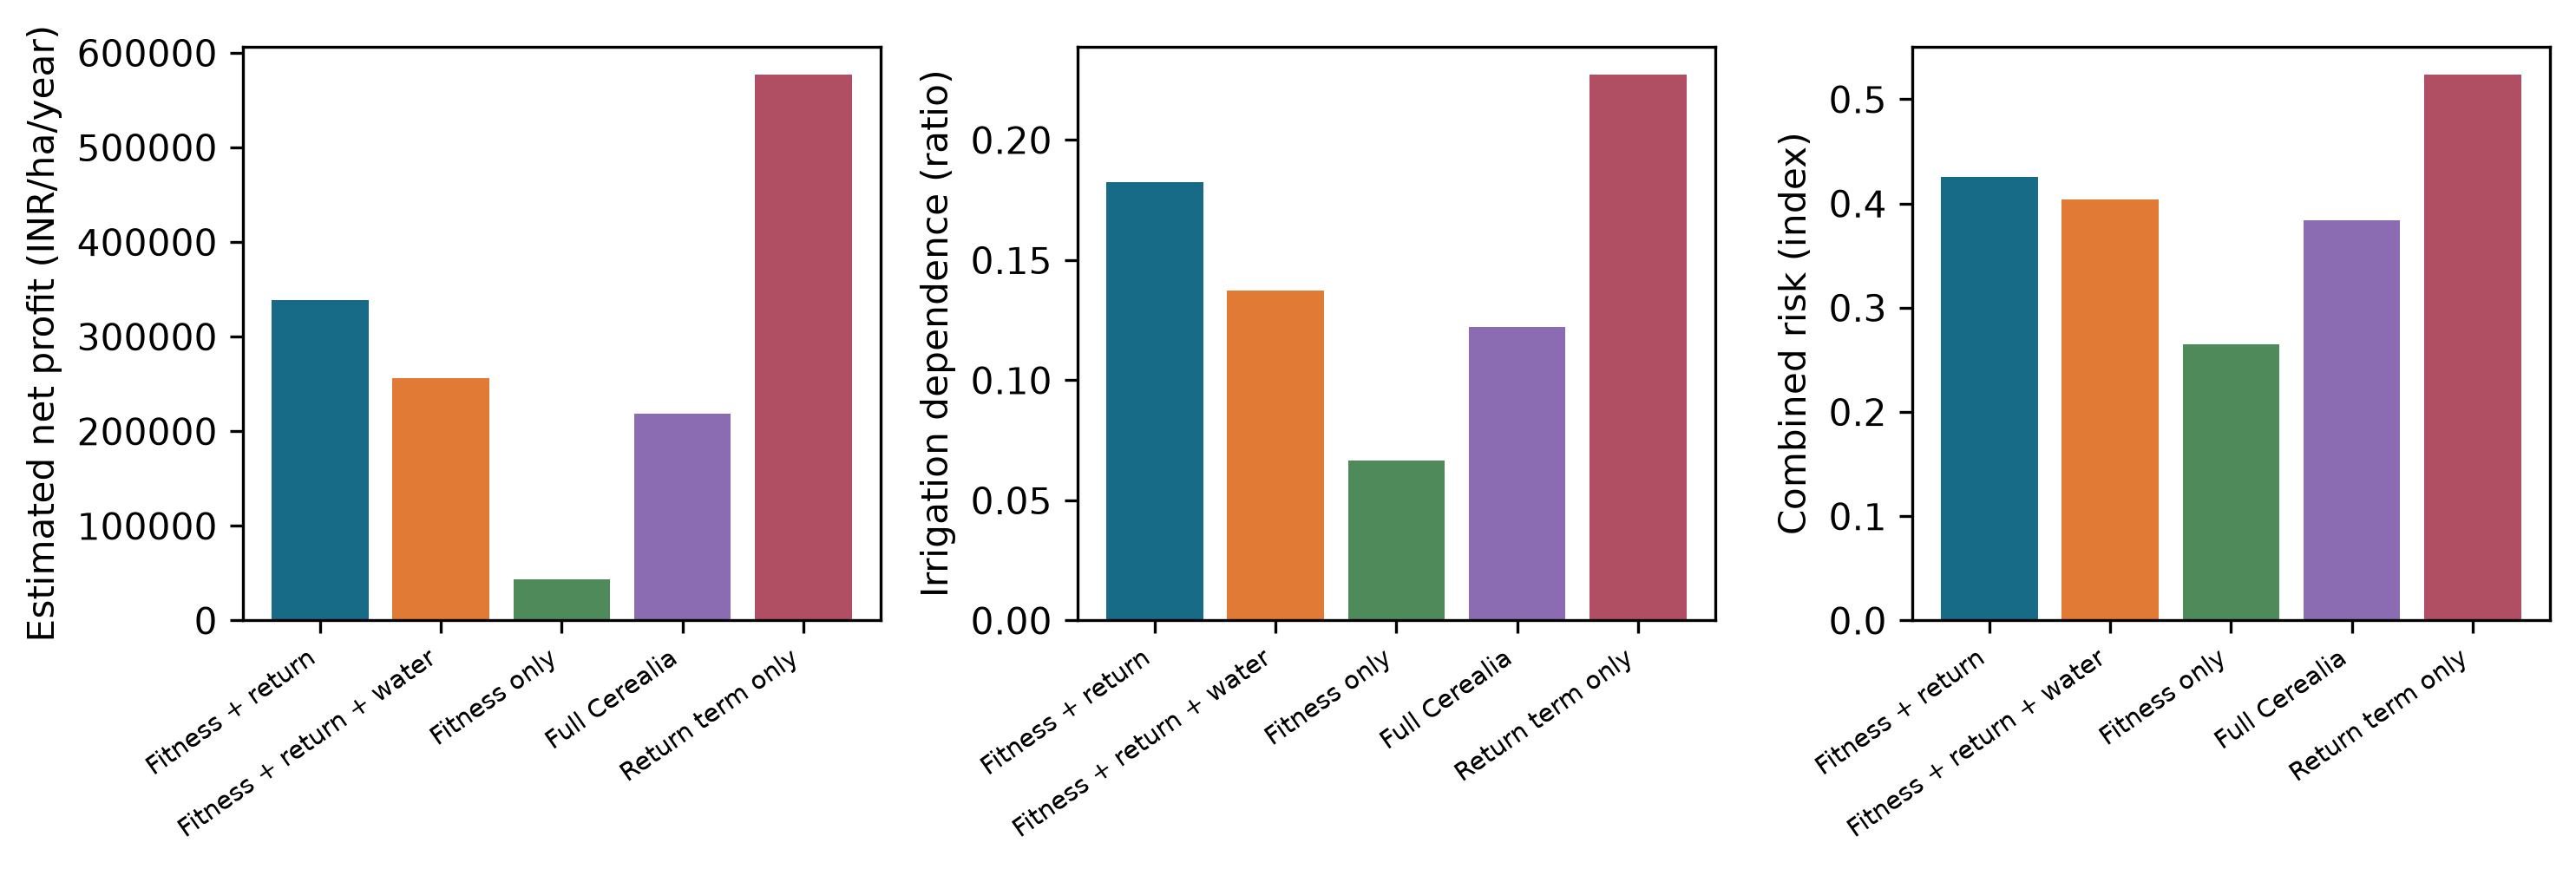 Estimated net profit (INR/ha/year)
600000
500000
400000
300000
200000
100000
0
Fitness + return
Fitness + return + water
Fitness only
Full Cerealia
Return term only
Irrigation dependence (ratio)
0.20
0.15
0.10
0.05
0.00
Fitness + return
Fitness + return + water
Fitness only
Full Cerealia
Return term only
Combined risk (index)
0.5
0.4
0.3
0.2
0.1
0.0
Fitness + return
Fitness + return + water
Fitness only
Full Cerealia
Return term only